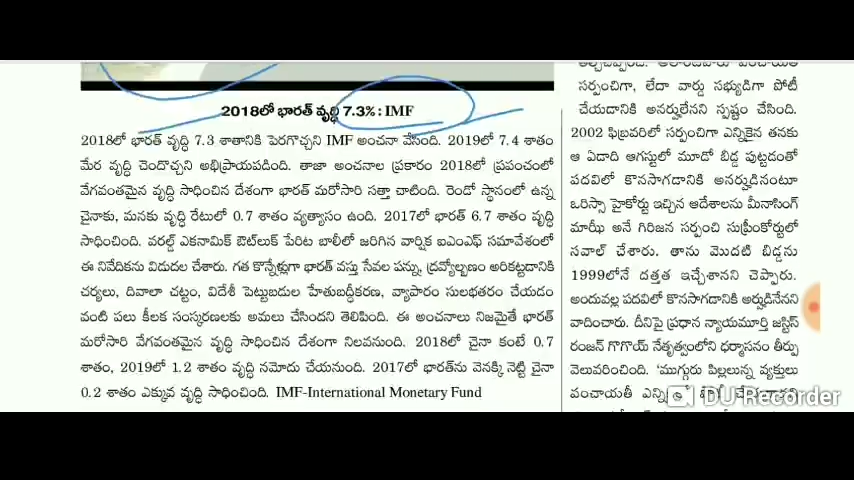 2018లో భారత్ వృద్ధి 7.3% : IMF
2018లో భారత్ వృద్ధి 7.3 శాతానికి పెరగొచ్చని IMF అంచనా వేసింది. 2019లో 7.4 శాతం
మేర వృద్ధి చెందొచ్చని అభిప్రాయపడింది. తాజా అంచనాల ప్రకారం 2018లో ప్రపంచంలో
వేగవంతమైన వృద్ధి సాధించిన దేశంగా భారత్ మరోసారి సత్తా చాటింది. రెండో స్థానంలో ఉన్న
చైనాకు, మనకు వృద్ధి రేటులో 0.7 శాతం వ్యత్యాసం ఉంది. 2017లో భారత్ 6.7 శాతం వృద్ధి
సాధించింది. వరల్డ్ ఎకనామిక్ ఔట్‌లుక్ పేరిట బాలీలో జరిగిన వార్షిక ఐఎంఎఫ్ సమావేశంలో
ఈ నివేదికను విడుదల చేశారు. గత కొన్నేళ్లుగా భారత్ వస్తు సేవల పన్ను, ద్రవ్యోల్బణం అరికట్టడానికి
చర్యలు, దివాలా చట్టం, విదేశీ పెట్టుబడుల హేతుబద్ధీకరణ, వ్యాపారం సులభతరం చేయడం
వంటి పలు కీలక సంస్కరణలకు అమలు చేసిందని తెలిపింది. ఈ అంచనాలు నిజమైతే భారత్
మరోసారి వేగవంతమైన వృద్ధి సాధించిన దేశంగా నిలవనుంది. 2018లో చైనా కంటే 0.7
శాతం, 2019లో 1.2 శాతం వృద్ధి నమోదు చేయనుంది. 2017లో భారత్‌ను వెనక్కి నెట్టి చైనా
0.2 శాతం ఎక్కువ వృద్ధి సాధించింది. IMF-International Monetary Fund
సర్పంచిగా, లేదా వార్డు సభ్యుడిగా పోటీ
చేయడానికి అనర్హులేనని స్పష్టం చేసింది.
2002 ఫిబ్రవరిలో సర్పంచిగా ఎన్నికైన తనకు
ఆ ఏడాది ఆగస్టులో మూడో బిడ్డ పుట్టడంతో
పదవిలో కొనసాగడానికి అనర్హుడినంటూ
ఒరిస్సా హైకోర్టు ఇచ్చిన ఆదేశాలను మీనాసింగ్
మాఝీ అనే గిరిజన సర్పంచి సుప్రీంకోర్టులో
సవాల్ చేశారు. తాను మొదటి బిడ్డను
1999లోనే దత్తత ఇచ్చేశానని చెప్పారు.
అందువల్ల పదవిలో కొనసాగడానికి అర్హుడినేనని
వాదించారు. దీనిపై ప్రధాన న్యాయమూర్తి జస్టిస్
రంజన్ గొగొయ్ నేతృత్వంలోని ధర్మాసనం తీర్పు
వెలువరించింది. 'ముగ్గురు పిల్లలున్న వ్యక్తులు
వంచాయతీ
DU Recorder